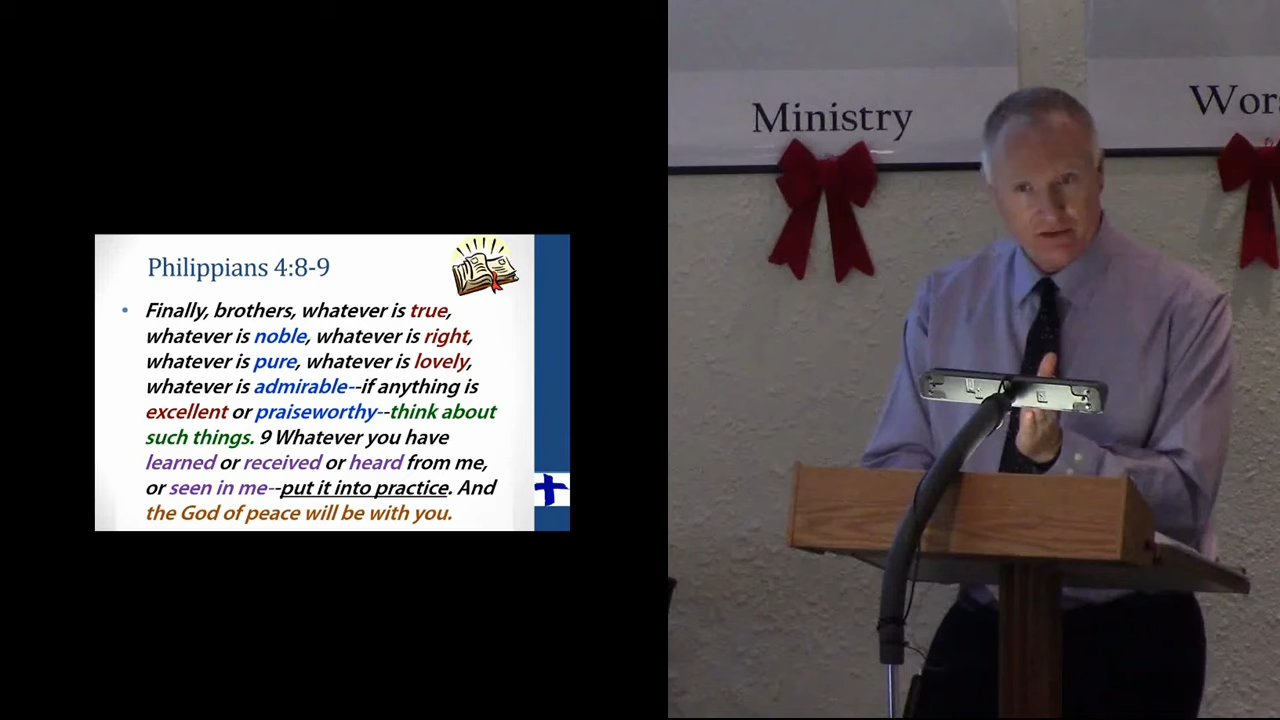 Philippians 4:8-9
• Finally, brothers, whatever is true,
whatever is noble, whatever is right,
whatever is pure, whatever is lovely,
whatever is admirable--if anything is
excellent or praiseworthy--think about
such things. 9 Whatever you have
learned or received or heard from me,
or seen in me--put it into practice. And
the God of peace will be with you.
Ministry